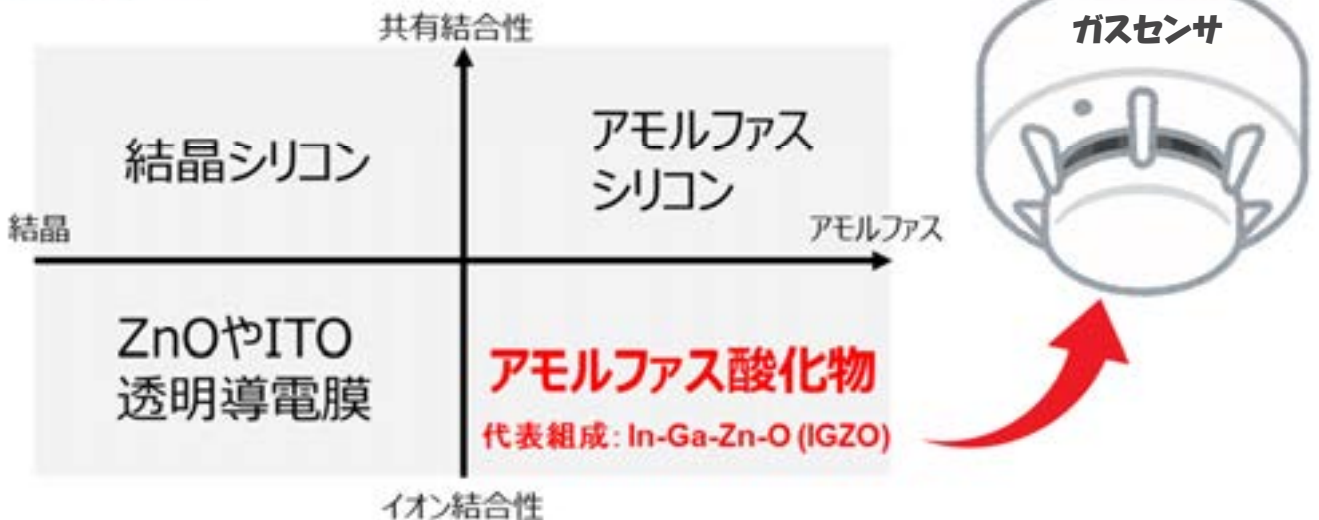 共有結合性
ガスセンサ
結晶シリコン
アモルファス
シリコン
結晶
アモルファス
ZnOやITO
透明導電膜
アモルファス酸化物
代表組成: In-Ga-Zn-O (IGZO)
イオン結合性